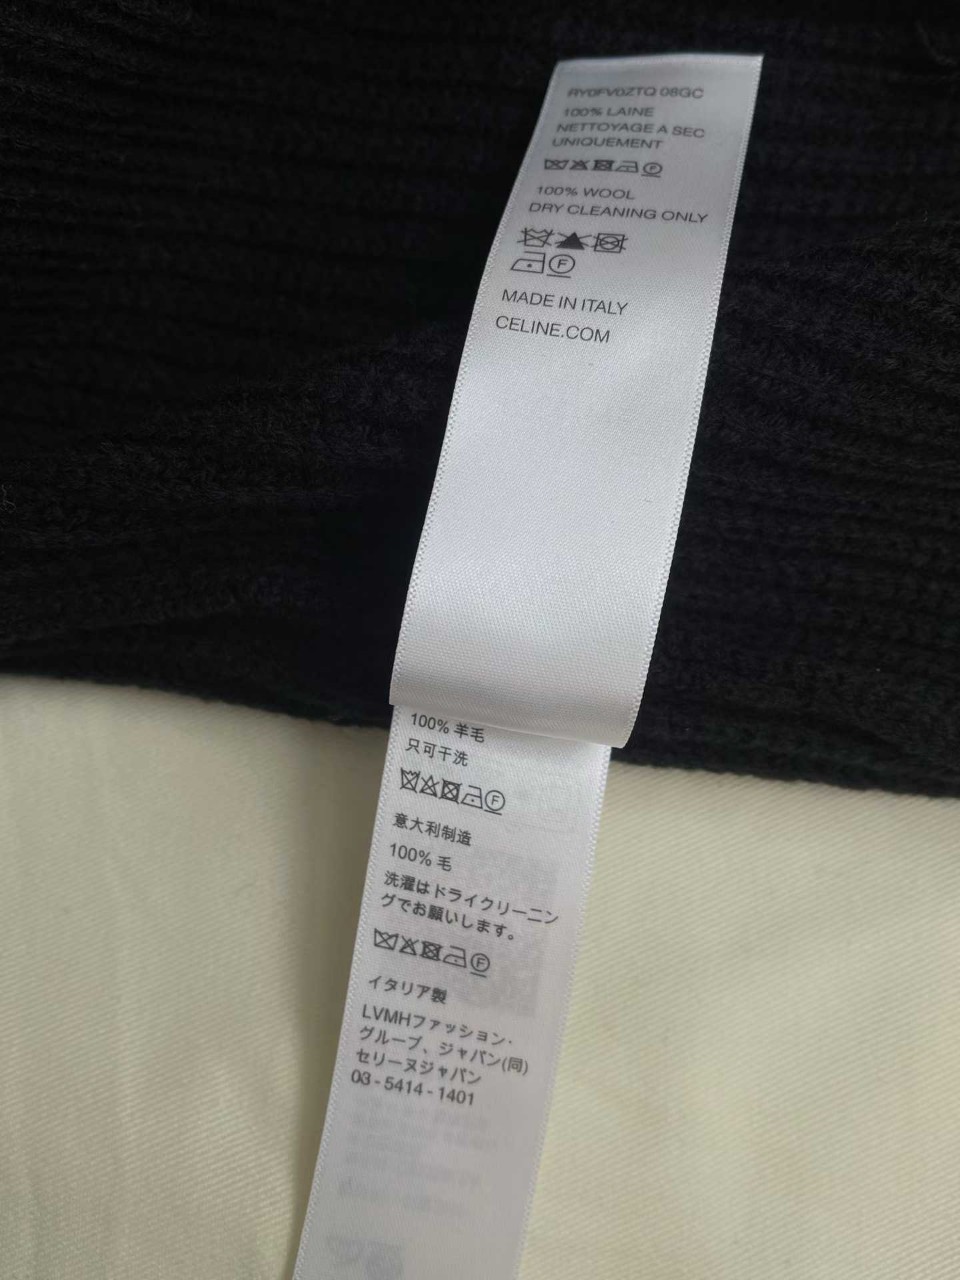 RY0FV0ZTQ 08GC
100% LAINE
NETTOYAGE A SEC
UNIQUEMENT
100% WOOL
DRY CLEANING ONLY
F
MADE IN ITALY
CELINE.COM
100% 羊毛
只可干洗
F
意大利制造
100% 毛
洗濯はドライクリーニン
グでお願いします。
F
イタリア製
LVMHファッション・
グループ、ジャパン(同)
セリーヌジャパン
03 - 5414 - 1401